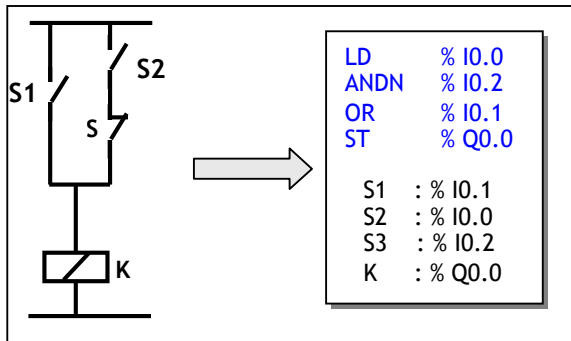 S1
S2
S
K
LD % I0.0
ANDN % I0.2
OR % I0.1
ST % Q0.0
S1 : % I0.1
S2 : % I0.0
S3 : % I0.2
K : % Q0.0